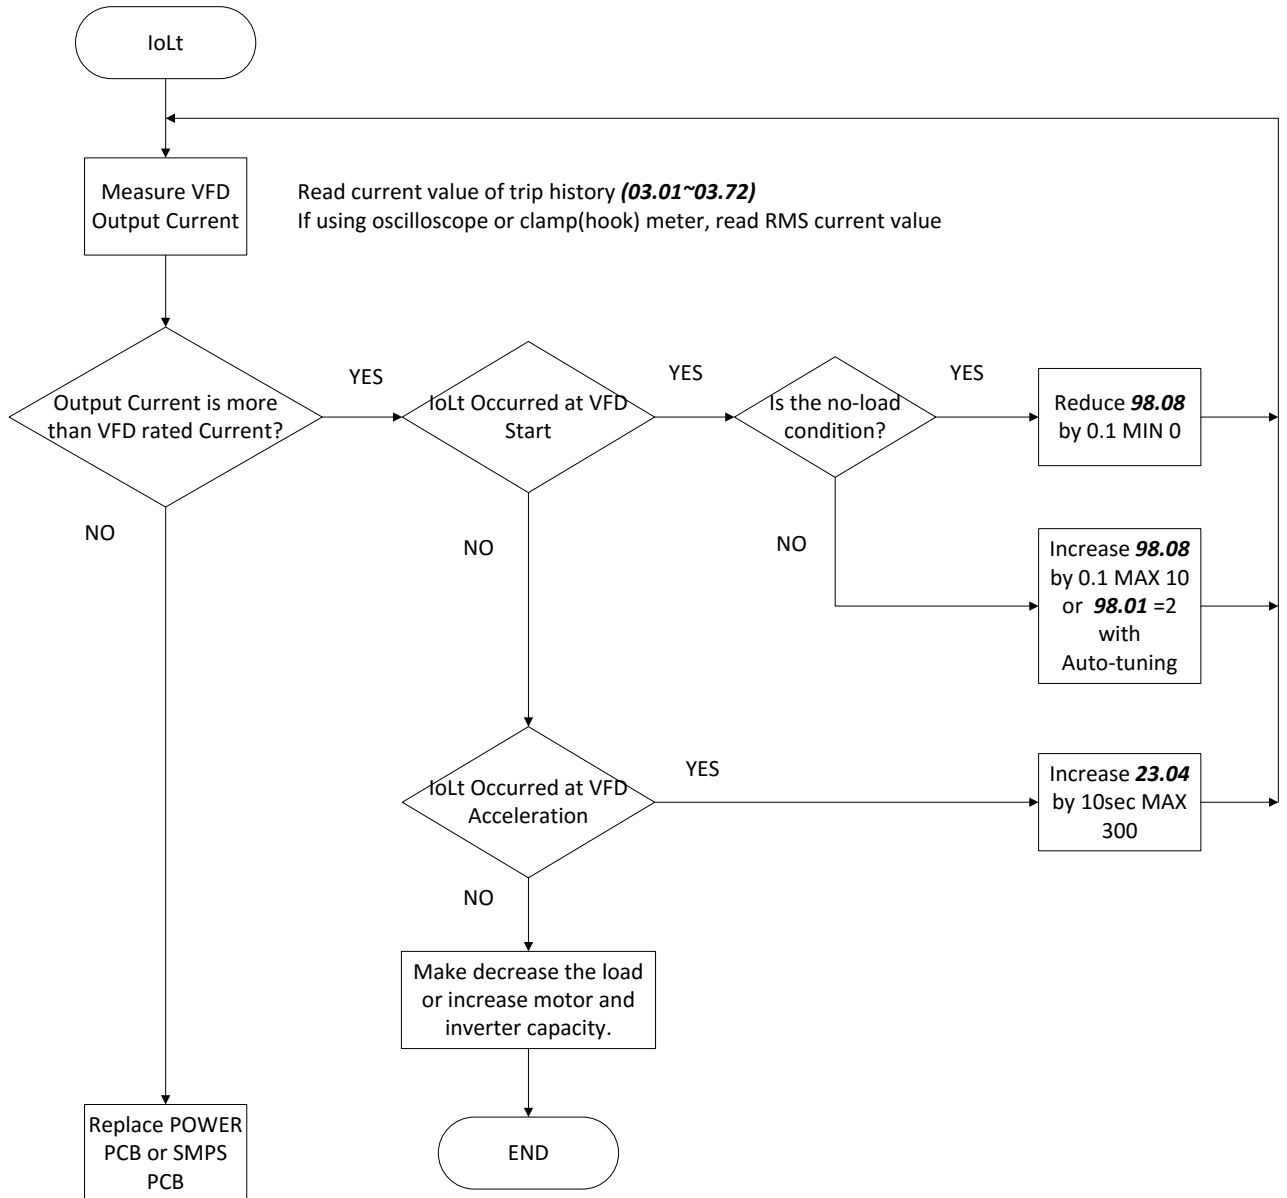 IoLt
Measure VFD
Output Current
Read current value of trip history (03.01~03.72)
If using oscilloscope or clamp(hook) meter, read RMS current value
Output Current is more
than VFD rated Current?
YES
IoLt Occurred at VFD
Start
YES
Is the no-load
condition?
YES
Reduce 98.08
by 0.1 MIN 0
NO
NO
NO
Increase 98.08
by 0.1 MAX 10
or 98.01 =2
with
Auto-tuning
IoLt Occurred at VFD
Acceleration
YES
Increase 23.04
by 10sec MAX
300
NO
Make decrease the load
or increase motor and
inverter capacity.
Replace POWER
PCB or SMPS
PCB
END